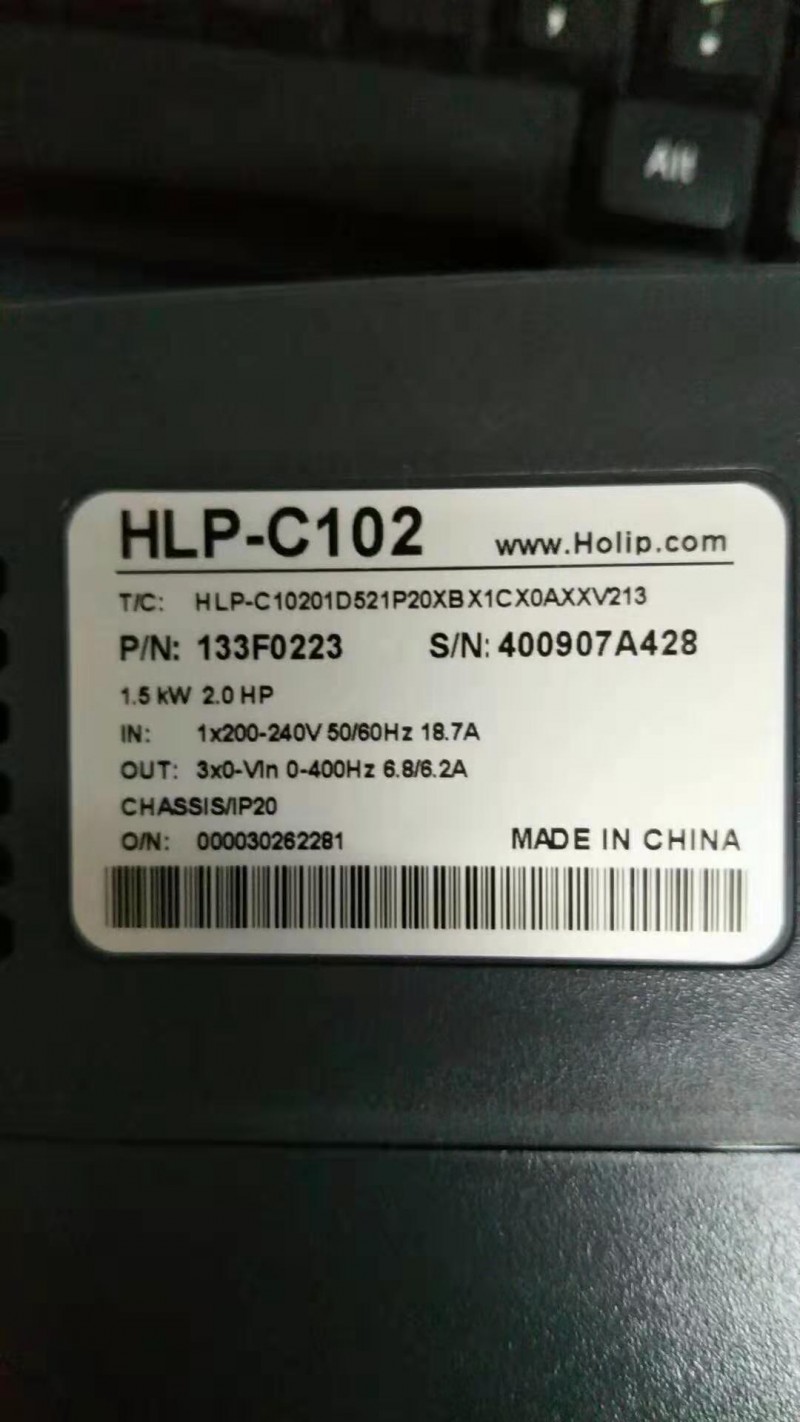 Alt
HLP-C102 www.Holip.com
T/C: HLP-C10201D521P20XBX1CX0AXXV213
P/N: 133F0223 S/N: 400907A428
1.5 kW 2.0 HP
IN: 1x200-240V 50/60Hz 18.7A
OUT: 3x0-Vin 0-400Hz 6.8/6.2A
CHASSIS/IP20
O/N: 000030262281 MADE IN CHINA